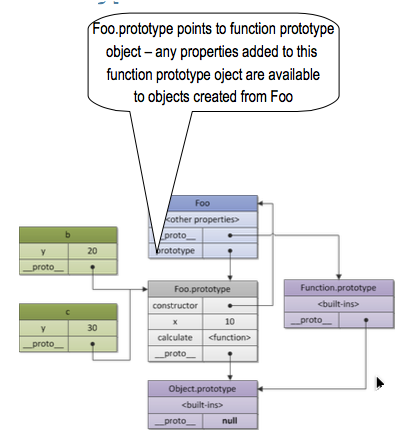 Foo.prototype points to function prototype
object – any properties added to this
function prototype oject are available
to objects created from Foo
Foo
<other properties>
__proto__
prototype
b
y 20
__proto__
Foo.prototype
constructor
x 10
calculate <function>
__proto__
Function.prototype
<built-ins>
__proto__
c
y 30
__proto__
Object.prototype
<built-ins>
__proto__ null